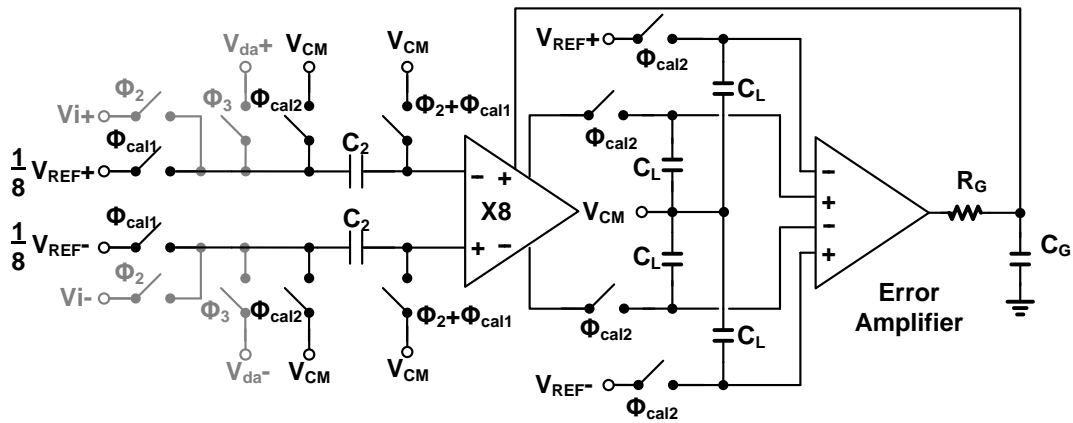 V_REF+
Φ_cal2
V_da+
V_CM
V_CM
Φ_2
Vi+
Φ_3
Φ_cal2
Φ_2+Φ_cal1
C_L
Φ_cal1
Φ_cal2
1/8 V_REF+
C_2
C_L
− +
X8
V_CM
−
+
−
+
R_G
Φ_cal1
C_2
1/8 V_REF-
+ −
C_L
C_G
Φ_2
Vi-
Φ_3
Φ_cal2
Φ_2+Φ_cal1
Φ_cal2
Error
Amplifier
C_L
V_da-
V_CM
V_CM
V_REF-
Φ_cal2